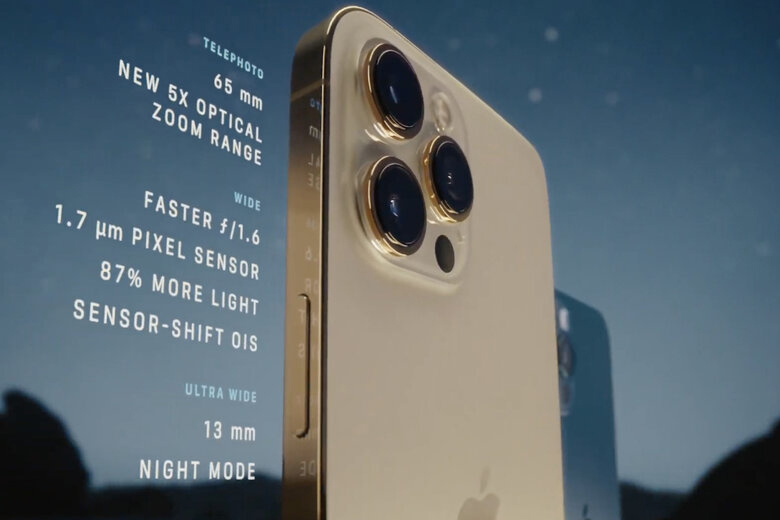 TELEPHOTO
65 mm
NEW 5X OPTICAL
ZOOM RANGE
WIDE
FASTER ƒ/1.6
1.7 µm PIXEL SENSOR
87% MORE LIGHT
SENSOR-SHIFT OIS
ULTRA WIDE
13 mm
NIGHT MODE